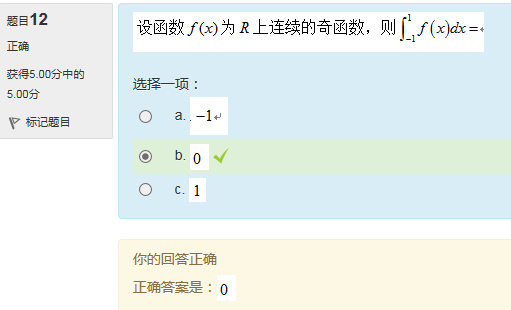 题目12
正确
获得5.00分中的
5.00分
标记题目
设函数 f (x) 为 R 上连续的奇函数，则 ∫₋₁¹ f (x)dx =
选择一项：
a. -1
b. 0
c. 1
你的回答正确
正确答案是：0